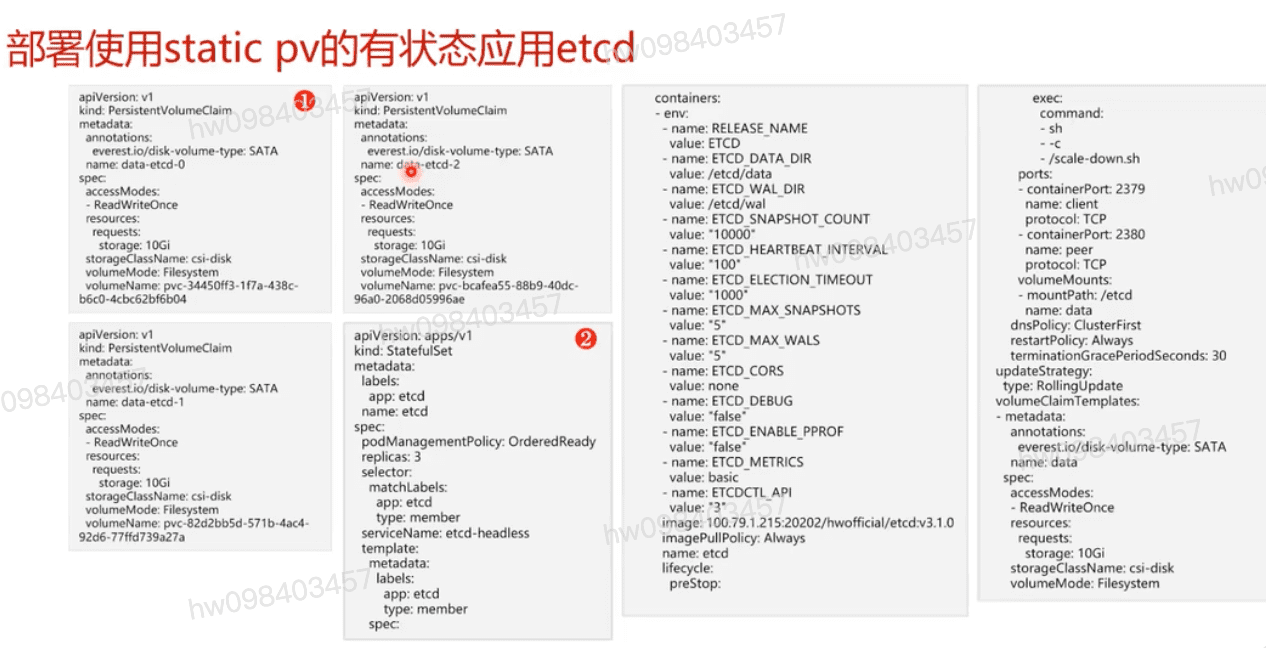 部署使用static pv的有状态应用etcd
1
apiVersion: v1
kind: PersistentVolumeClaim
metadata:
annotations:
everest.io/disk-volume-type: SATA
name: data-etcd-0
spec:
accessModes:
- ReadWriteOnce
resources:
requests:
storage: 10Gi
storageClassName: csi-disk
volumeMode: Filesystem
volumeName: pvc-34450ff3-1f7a-438c-
b6c0-4cbc62bf6b04
apiVersion: v1
kind: PersistentVolumeClaim
metadata:
annotations:
everest.io/disk-volume-type: SATA
name: data-etcd-1
spec:
accessModes:
- ReadWriteOnce
resources:
requests:
storage: 10Gi
storageClassName: csi-disk
volumeMode: Filesystem
volumeName: pvc-82d2bb5d-571b-4ac4-
92d6-77ffd739a27a
apiVersion: v1
kind: PersistentVolumeClaim
metadata:
annotations:
everest.io/disk-volume-type: SATA
name: data-etcd-2
spec:
accessModes:
- ReadWriteOnce
resources:
requests:
storage: 10Gi
storageClassName: csi-disk
volumeMode: Filesystem
volumeName: pvc-bcafea55-88b9-40dc-
96a0-2068d05996ae
2
apiVersion: apps/v1
kind: StatefulSet
metadata:
labels:
app: etcd
name: etcd
spec:
podManagementPolicy: OrderedReady
replicas: 3
selector:
matchLabels:
app: etcd
type: member
serviceName: etcd-headless
template:
metadata:
labels:
app: etcd
type: member
spec:
containers:
- env:
- name: RELEASE_NAME
value: ETCD
- name: ETCD_DATA_DIR
value: /etcd/data
- name: ETCD_WAL_DIR
value: /etcd/wal
- name: ETCD_SNAPSHOT_COUNT
value: "10000"
- name: ETCD_HEARTBEAT_INTERVAL
value: "100"
- name: ETCD_ELECTION_TIMEOUT
value: "1000"
- name: ETCD_MAX_SNAPSHOTS
value: "5"
- name: ETCD_MAX_WALS
value: "5"
- name: ETCD_CORS
value: none
- name: ETCD_DEBUG
value: "false"
- name: ETCD_ENABLE_PPROF
value: "false"
- name: ETCD_METRICS
value: basic
- name: ETCDCTL_API
value: "3"
image: 100.79.1.215:20202/hwofficial/etcd:v3.1.0
imagePullPolicy: Always
name: etcd
lifecycle:
preStop:
exec:
command:
- sh
- -c
- /scale-down.sh
ports:
- containerPort: 2379
name: client
protocol: TCP
- containerPort: 2380
name: peer
protocol: TCP
volumeMounts:
- mountPath: /etcd
name: data
dnsPolicy: ClusterFirst
restartPolicy: Always
terminationGracePeriodSeconds: 30
updateStrategy:
type: RollingUpdate
volumeClaimTemplates:
- metadata:
annotations:
everest.io/disk-volume-type: SATA
name: data
spec:
accessModes:
- ReadWriteOnce
resources:
requests:
storage: 10Gi
storageClassName: csi-disk
volumeMode: Filesystem
hw098403457
hw098403457
hw098403457
hw098403457
098403457
hw098403457
hw098403457
hw098403457
hw09